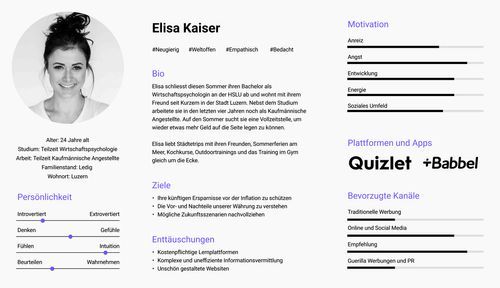 Elisa Kaiser
#Neugierig #Weltoffen #Empathisch #Bedacht
Alter: 24 Jahre alt
Studium: Teilzeit Wirtschaftspsychologie
Arbeit: Teilzeit Kaufmännische Angestellte
Familienstand: Ledig
Wohnort: Luzern
Persönlichkeit
Introvertiert Extrovertiert
Denken Gefühle
Fühlen Intuition
Beurteilen Wahrnehmen
Bio
Elisa schliesst diesen Sommer ihren Bachelor als
Wirtschaftspsychologin an der HSLU ab und wohnt mit ihrem
Freund seit Kurzem in der Stadt Luzern. Nebst dem Studium
arbeitete sie in den letzten vier Jahren noch als Kaufmännische
Angestellte. Auf den Sommer sucht sie eine Vollzeitstelle, um
wieder etwas mehr Geld auf die Seite legen zu können.
Elisa liebt Städtetrips mit ihren Freunden, Sommerferien am
Meer, Kochkurse, Outdoortrainings und das Training im Gym
gleich um die Ecke.
Ziele
• Ihre künftigen Ersparnisse vor der Inflation zu schützen
• Die Vor- und Nachteile unserer Währung zu verstehen
• Mögliche Zukunftsszenarien nachvollziehen
Enttäuschungen
• Kostenpflichtige Lernplattformen
• Komplexe und uneffiziente Informationsvermittlung
• Unschön gestaltete Websiten
Motivation
Anreiz
Angst
Entwicklung
Energie
Soziales Umfeld
Plattformen und Apps
Quizlet +Babbel
Bevorzugte Kanäle
Traditionelle Werbung
Online und Social Media
Empfehlung
Guerilla Werbungen und PR